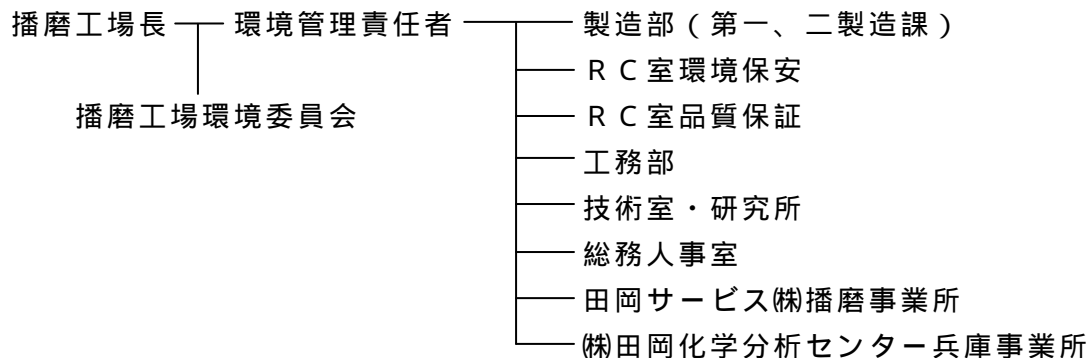 播磨工場長 環境管理責任者 製造部（第一、二製造課）
ＲＣ室環境保安
播磨工場環境委員会 ＲＣ室品質保証
工務部
技術室・研究所
総務人事室
田岡サービス㈱播磨事業所
㈱田岡化学分析センター兵庫事業所